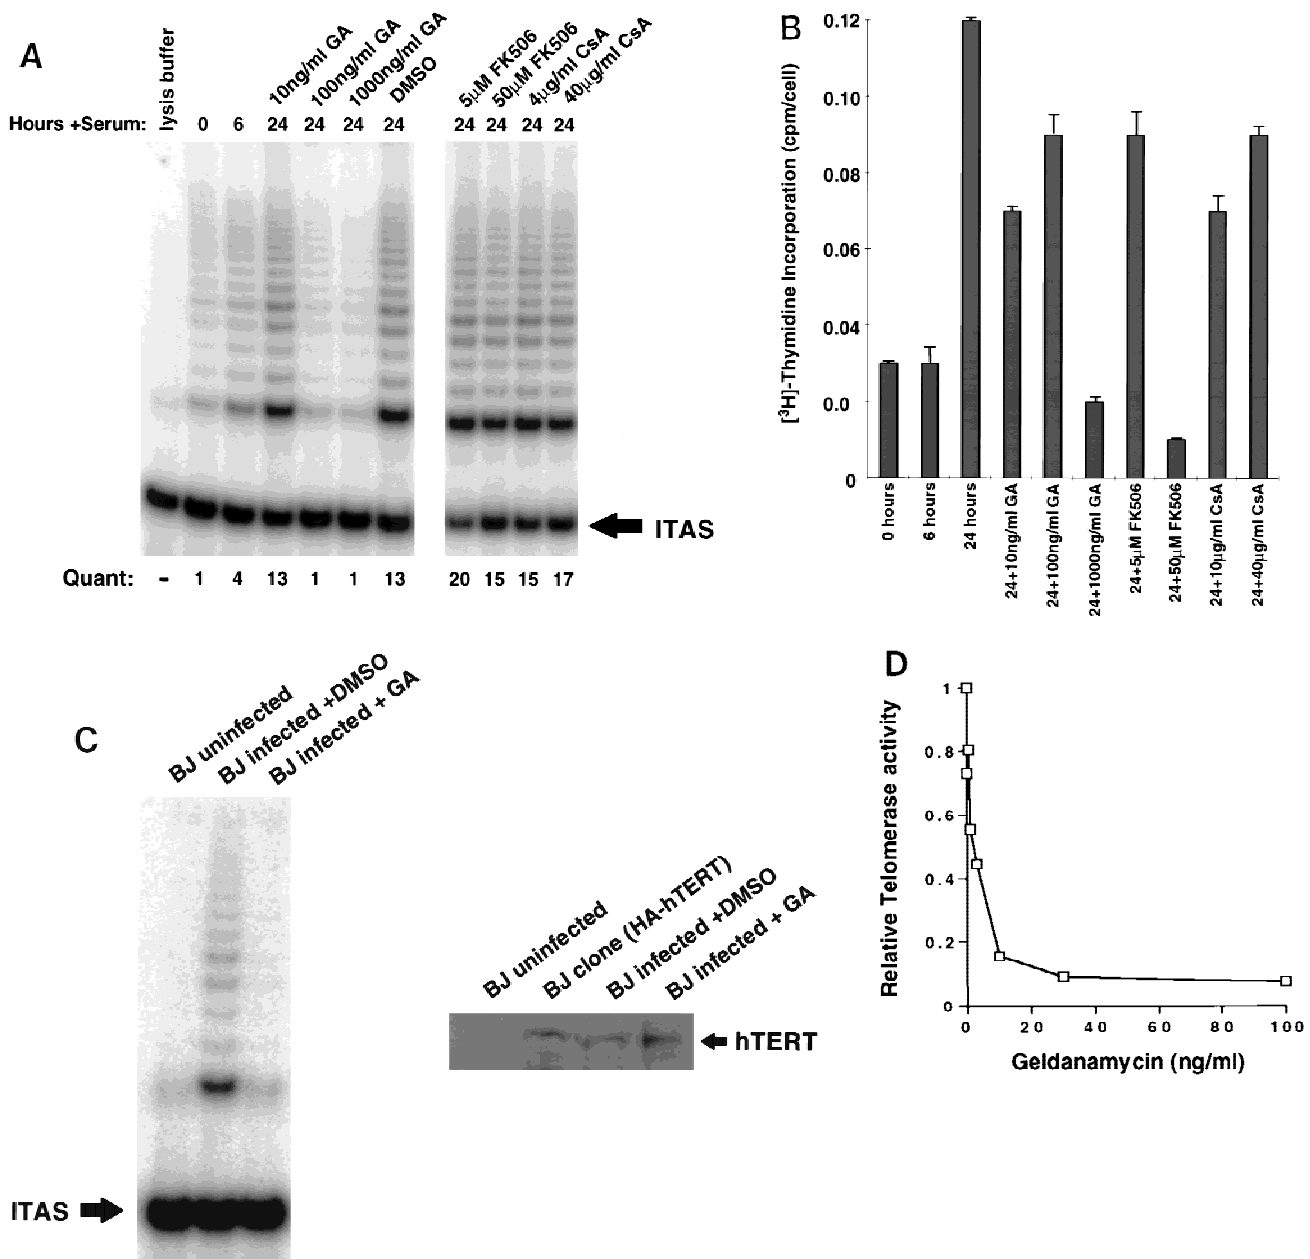 A
lysis buffer
10ng/ml GA
100ng/ml GA
1000ng/ml GA
DMSO
5μM FK506
50μM FK506
4μg/ml CsA
40μg/ml CsA
Hours +Serum: 0 6 24 24 24 24 24 24 24 24
ITAS
Quant: - 1 4 13 1 1 13 20 15 15 17
B
[3H]-Thymidine Incorporation (cpm/cell)
0.12
0.10
0.08
0.06
0.04
0.0
0
0 hours
6 hours
24 hours
24+10ng/ml GA
24+100ng/ml GA
24+1000ng/ml GA
24+5μM FK506
24+50μM FK506
24+10μg/ml CsA
24+40μg/ml CsA
C
BJ uninfected
BJ infected +DMSO
BJ infected + GA
ITAS
BJ uninfected
BJ clone (HA-hTERT)
BJ infected +DMSO
BJ infected + GA
hTERT
D
Relative Telomerase activity
1
0.8
0.6
0.4
0.2
0
0 20 40 60 80 100
Geldanamycin (ng/ml)